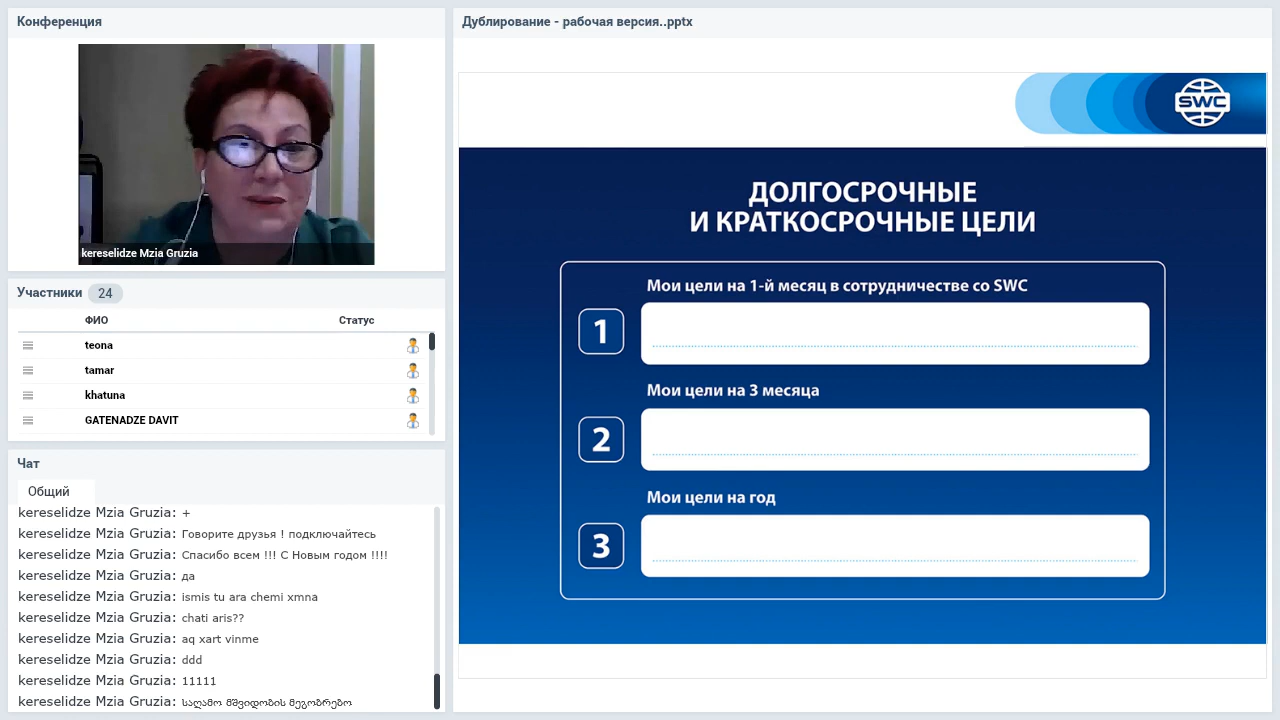 Конференция
kereselidze Mzia Gruzia
Участники 24
ФИО Статус
teona
tamar
khatuna
GATENADZE DAVIT
Чат
Общий
kereselidze Mzia Gruzia: +
kereselidze Mzia Gruzia: Говорите друзья ! подключайтесь
kereselidze Mzia Gruzia: Спасибо всем !!! С Новым годом !!!!
kereselidze Mzia Gruzia: да
kereselidze Mzia Gruzia: ismis tu ara chemi xmna
kereselidze Mzia Gruzia: chati aris??
kereselidze Mzia Gruzia: aq xart vinme
kereselidze Mzia Gruzia: ddd
kereselidze Mzia Gruzia: 11111
kereselidze Mzia Gruzia: საღამო მშვიდობის მეგობრებო
Дублирование - рабочая версия..pptx
SWC
ДОЛГОСРОЧНЫЕ
И КРАТКОСРОЧНЫЕ ЦЕЛИ
Мои цели на 1-й месяц в сотрудничестве со SWC
1
Мои цели на 3 месяца
2
Мои цели на год
3